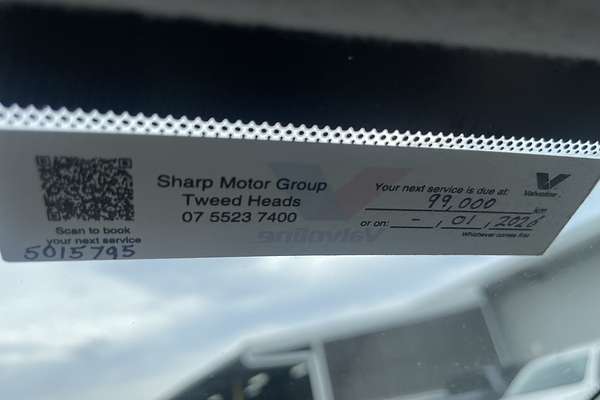 Sharp Motor Group
Tweed Heads
07 5523 7400
Scan to book
your next service
5015795
Your next service is due at:
99,000 km
or on: - , 01 , 2026
Whichever comes first
Valvoline
Valvoline